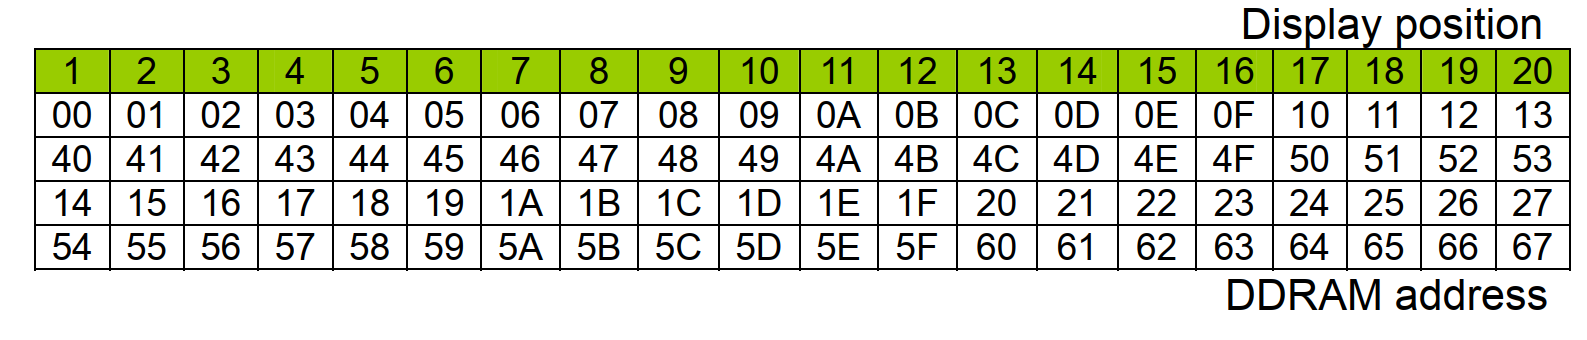 Display position
1 2 3 4 5 6 7 8 9 10 11 12 13 14 15 16 17 18 19 20
00 01 02 03 04 05 06 07 08 09 0A 0B 0C 0D 0E 0F 10 11 12 13
40 41 42 43 44 45 46 47 48 49 4A 4B 4C 4D 4E 4F 50 51 52 53
14 15 16 17 18 19 1A 1B 1C 1D 1E 1F 20 21 22 23 24 25 26 27
54 55 56 57 58 59 5A 5B 5C 5D 5E 5F 60 61 62 63 64 65 66 67
DDRAM address